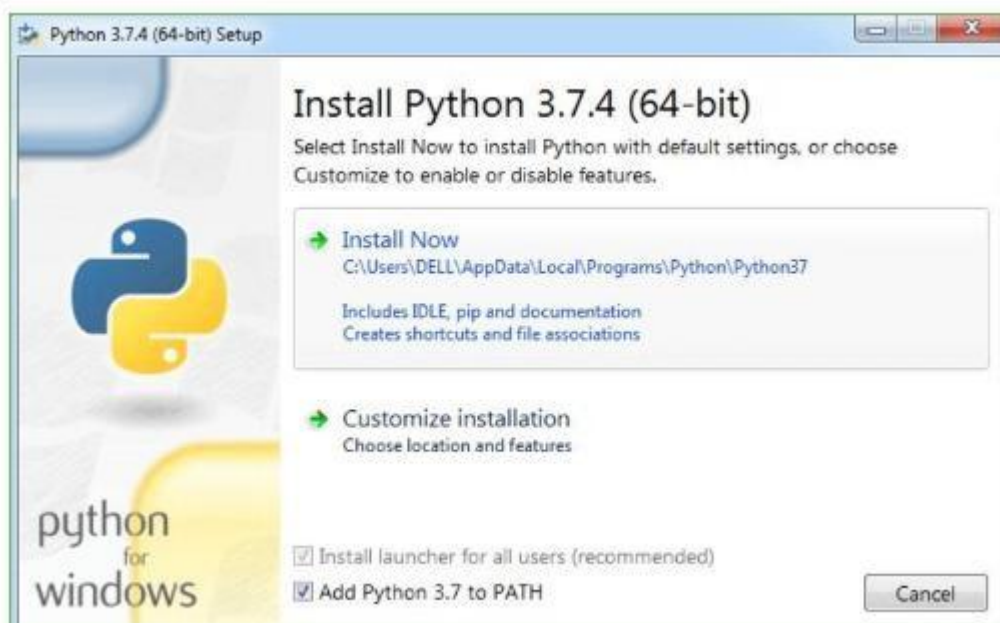 Python 3.7.4 (64-bit) Setup
Install Python 3.7.4 (64-bit)
Select Install Now to install Python with default settings, or choose
Customize to enable or disable features.
Install Now
C:\Users\DELL\AppData\Local\Programs\Python\Python37
Includes IDLE, pip and documentation
Creates shortcuts and file associations
Customize installation
Choose location and features
python
for
windows
Install launcher for all users (recommended)
Add Python 3.7 to PATH
Cancel